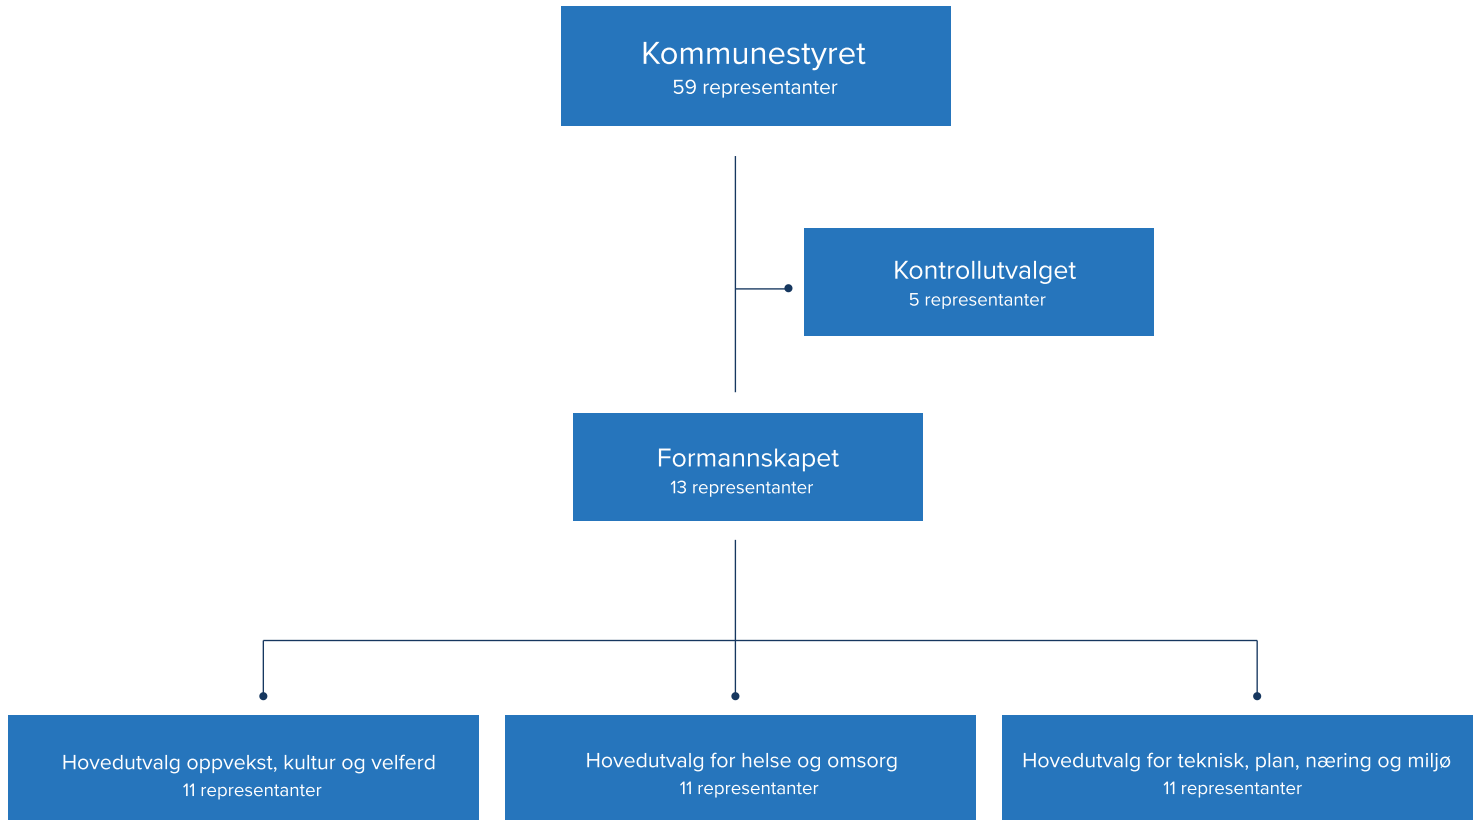 Kommunestyret
59 representanter
Kontrollutvalget
5 representanter
Formannskapet
13 representanter
Hovedutvalg oppvekst, kultur og velferd
11 representanter
Hovedutvalg for helse og omsorg
11 representanter
Hovedutvalg for teknisk, plan, næring og miljø
11 representanter